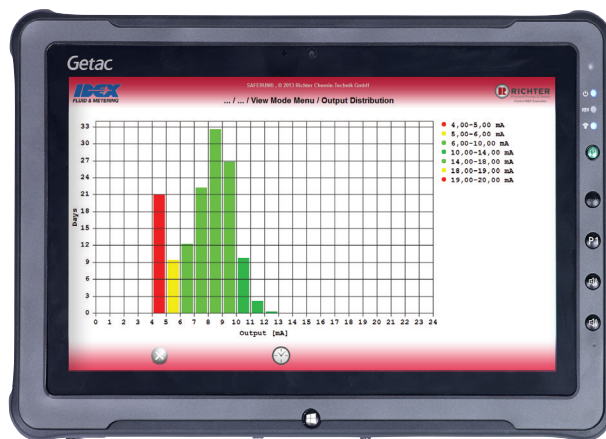 Getac
IDEX
FLUID & METERING
SAFERUN® , © 2013 Richter Chemie-Technik GmbH
... / ... / View Mode Menu / Output Distribution
RICHTER
4,00-5,00 mA
5,00-6,00 mA
6,00-10,00 mA
10,00-14,00 mA
14,00-18,00 mA
18,00-19,00 mA
19,00-20,00 mA
Days
33
30
27
24
21
18
15
12
9
6
3
0
0 1 2 3 4 5 6 7 8 9 10 11 12 13 14 15 16 17 18 19 20 21 22 23 24
Output [mA]
P1